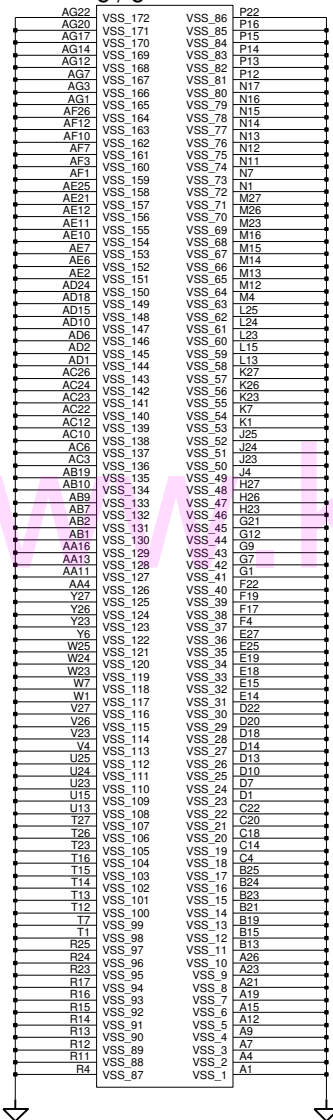 AG22 VSS_172 VSS_86 P22
AG20 VSS_171 VSS_85 P16
AG17 VSS_170 VSS_84 P15
AG14 VSS_169 VSS_83 P14
AG12 VSS_168 VSS_82 P13
AG7 VSS_167 VSS_81 P12
AG3 VSS_166 VSS_80 N17
AG1 VSS_165 VSS_79 N16
AF26 VSS_164 VSS_78 N15
AF12 VSS_163 VSS_77 N14
AF10 VSS_162 VSS_76 N13
AF7 VSS_161 VSS_75 N12
AF3 VSS_160 VSS_74 N11
AF1 VSS_159 VSS_73 N7
AE25 VSS_158 VSS_72 N1
AE21 VSS_157 VSS_71 M27
AE12 VSS_156 VSS_70 M26
AE11 VSS_155 VSS_69 M23
AE10 VSS_154 VSS_68 M16
AE7 VSS_153 VSS_67 M15
AE6 VSS_152 VSS_66 M14
AE2 VSS_151 VSS_65 M13
AD24 VSS_150 VSS_64 M12
AD18 VSS_149 VSS_63 M4
AD15 VSS_148 VSS_62 L25
AD10 VSS_147 VSS_61 L24
AD6 VSS_146 VSS_60 L23
AD2 VSS_145 VSS_59 L15
AD1 VSS_144 VSS_58 L13
AC26 VSS_143 VSS_57 K27
AC24 VSS_142 VSS_56 K26
AC23 VSS_141 VSS_55 K23
AC22 VSS_140 VSS_54 K7
AC12 VSS_139 VSS_53 K1
AC10 VSS_138 VSS_52 J25
AC6 VSS_137 VSS_51 J24
AC3 VSS_136 VSS_50 J23
AB19 VSS_135 VSS_49 J4
AB10 VSS_134 VSS_48 H27
AB9 VSS_133 VSS_47 H26
AB7 VSS_132 VSS_46 H23
AB2 VSS_131 VSS_45 G21
AB1 VSS_130 VSS_44 G12
AA16 VSS_129 VSS_43 G9
AA13 VSS_128 VSS_42 G7
AA11 VSS_127 VSS_41 G1
AA4 VSS_126 VSS_40 F22
Y27 VSS_125 VSS_39 F19
Y26 VSS_124 VSS_38 F17
Y23 VSS_123 VSS_37 F4
Y6 VSS_122 VSS_36 E27
W25 VSS_121 VSS_35 E25
W24 VSS_120 VSS_34 E19
W23 VSS_119 VSS_33 E18
W7 VSS_118 VSS_32 E15
W1 VSS_117 VSS_31 E14
V27 VSS_116 VSS_30 D22
V26 VSS_115 VSS_29 D20
V23 VSS_114 VSS_28 D18
V4 VSS_113 VSS_27 D14
U25 VSS_112 VSS_26 D13
U24 VSS_111 VSS_25 D10
U23 VSS_110 VSS_24 D7
U15 VSS_109 VSS_23 D1
U13 VSS_108 VSS_22 C22
T27 VSS_107 VSS_21 C20
T26 VSS_106 VSS_20 C18
T23 VSS_105 VSS_19 C14
T16 VSS_104 VSS_18 C4
T15 VSS_103 VSS_17 B25
T14 VSS_102 VSS_16 B24
T13 VSS_101 VSS_15 B23
T12 VSS_100 VSS_14 B21
T7 VSS_99 VSS_13 B19
T1 VSS_98 VSS_12 B15
R25 VSS_97 VSS_11 B13
R24 VSS_96 VSS_10 A26
R23 VSS_95 VSS_9 A23
R17 VSS_94 VSS_8 A21
R16 VSS_93 VSS_7 A19
R15 VSS_92 VSS_6 A15
R14 VSS_91 VSS_5 A12
R13 VSS_90 VSS_4 A9
R12 VSS_89 VSS_3 A7
R11 VSS_88 VSS_2 A4
R4 VSS_87 VSS_1 A1